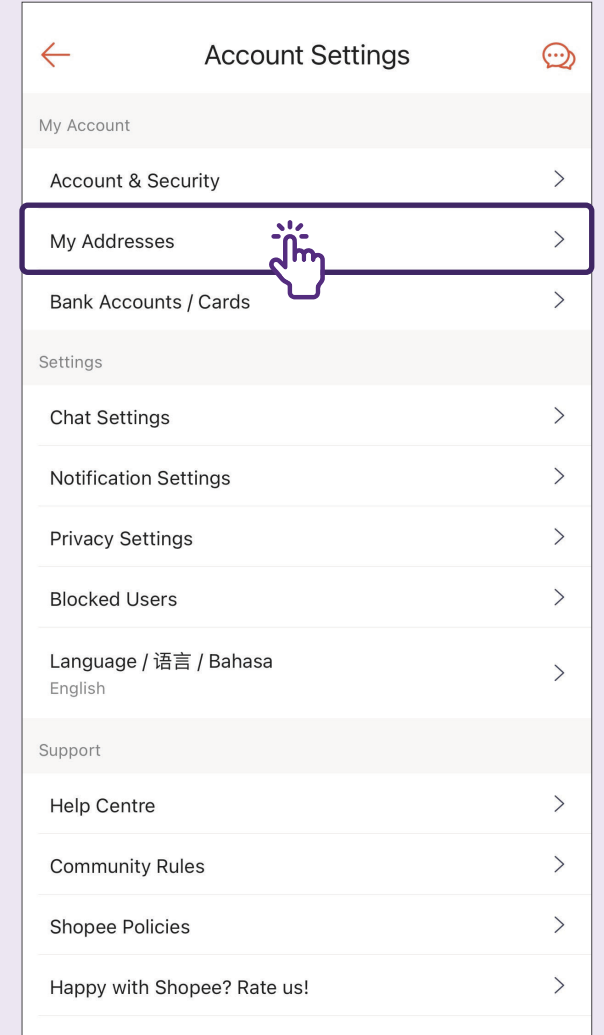 Account Settings
My Account
Account & Security
My Addresses
Bank Accounts / Cards
Settings
Chat Settings
Notification Settings
Privacy Settings
Blocked Users
Language / 语言 / Bahasa
English
Support
Help Centre
Community Rules
Shopee Policies
Happy with Shopee? Rate us!